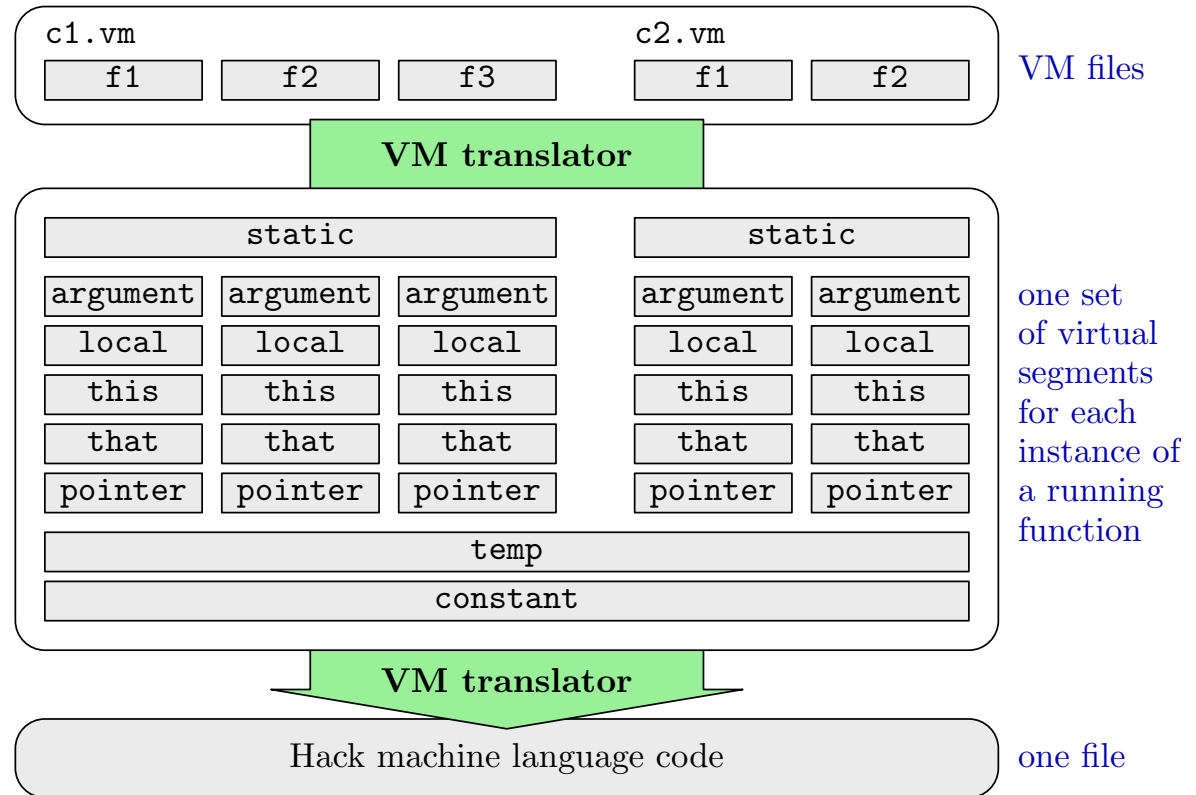 c1.vm c2.vm
f1 f2 f3 f1 f2
VM files
VM translator
static static
argument argument argument argument argument
local local local local local
this this this this this
that that that that that
pointer pointer pointer pointer pointer
temp
constant
one set
of virtual
segments
for each
instance of
a running
function
VM translator
Hack machine language code
one file